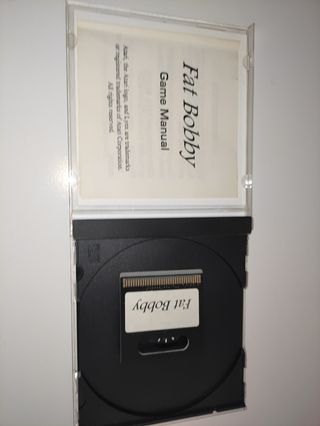 Fat Bobby
Game Manual
Atari, the Atari logo, and Lynx are trademarks
or registered trademarks of Atari Corporation.
All rights reserved.
Fat Bobby